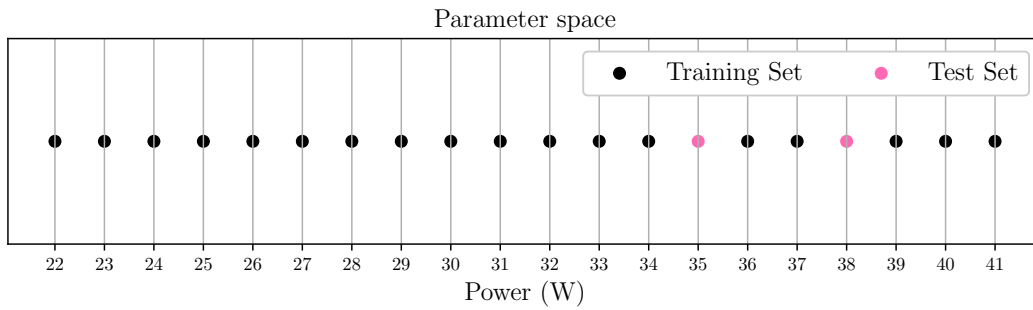 Parameter space
Training Set Test Set
22 23 24 25 26 27 28 29 30 31 32 33 34 35 36 37 38 39 40 41
Power (W)